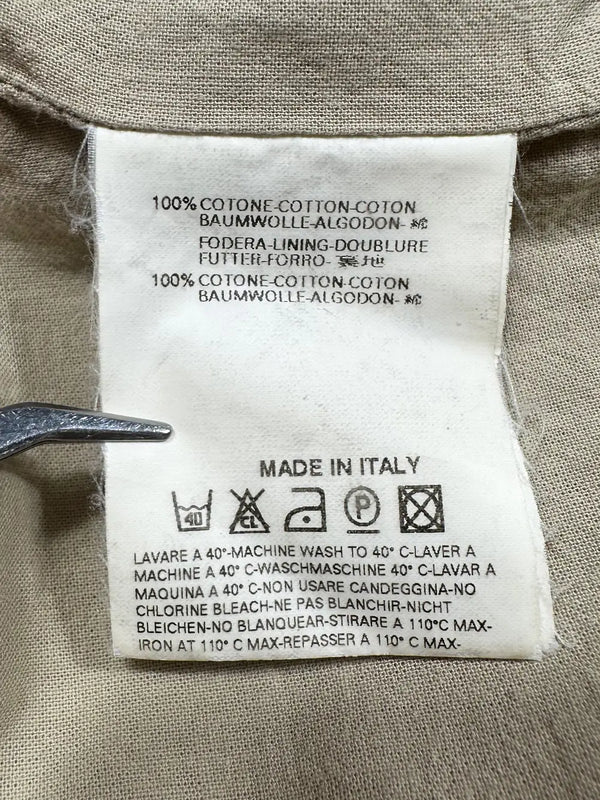 100% COTONE-COTTON-COTON
BAUMWOLLE-ALGODON- 綿
FODERA-LINING-DOUBLURE
FUTTER-FORRO- 裏地
100% COTONE-COTTON-COTON
BAUMWOLLE-ALGODON- 綿
MADE IN ITALY
40 CL P
LAVARE A 40°-MACHINE WASH TO 40° C-LAVER A
MACHINE A 40° C-WASCHMASCHINE 40° C-LAVAR A
MAQUINA A 40° C-NON USARE CANDEGGINA-NO
CHLORINE BLEACH-NE PAS BLANCHIR-NICHT
BLEICHEN-NO BLANQUEAR-STIRARE A 110°C MAX-
IRON AT 110° C MAX-REPASSER A 110° C MAX-